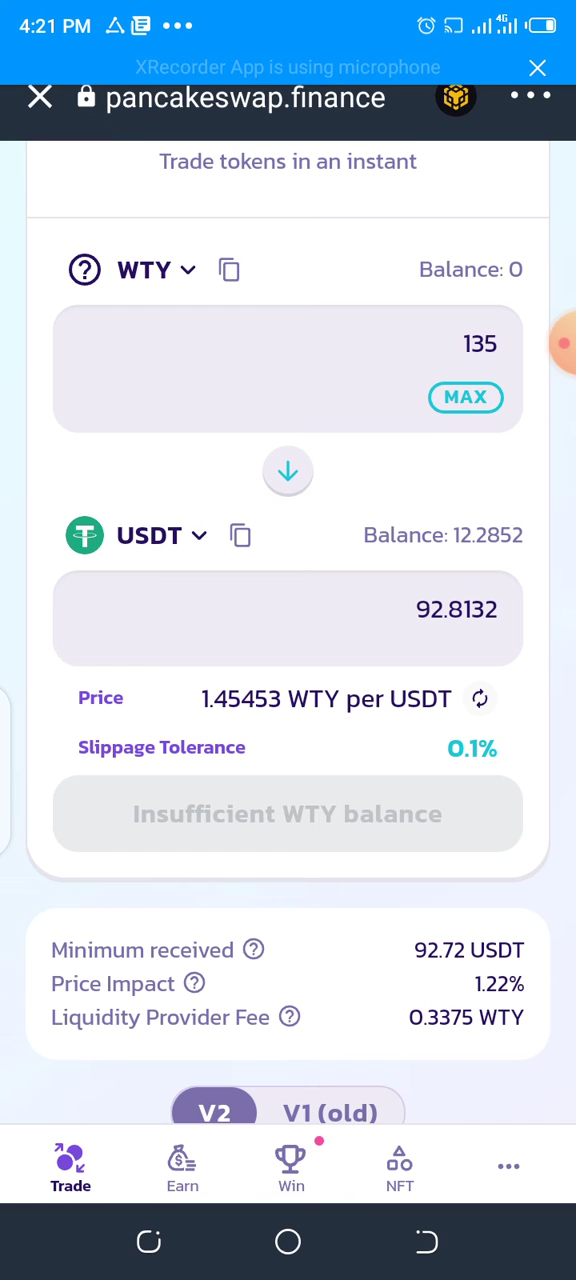 4:21 PM 4G
XRecorder App is using microphone
pancakeswap.finance
Trade tokens in an instant
WTY Balance: 0
135
MAX
USDT Balance: 12.2852
92.8132
Price 1.45453 WTY per USDT
Slippage Tolerance 0.1%
Insufficient WTY balance
Minimum received 92.72 USDT
Price Impact 1.22%
Liquidity Provider Fee 0.3375 WTY
V2 V1 (old)
Trade Earn Win NFT